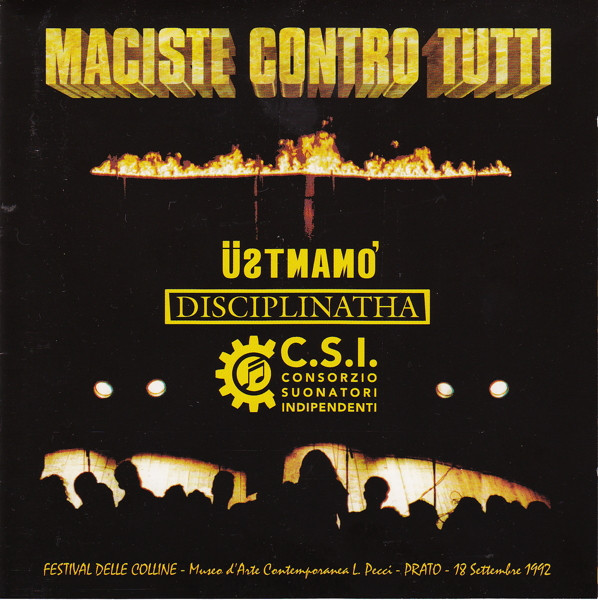 MACISTE CONTRO TUTTI
ÜSTMAMÒ
DISCIPLINATHA
C.S.I.
CONSORZIO
SUONATORI
INDIPENDENTI
FESTIVAL DELLE COLLINE - Museo d'Arte Contemporanea L. Pecci - PRATO - 18 Settembre 1992